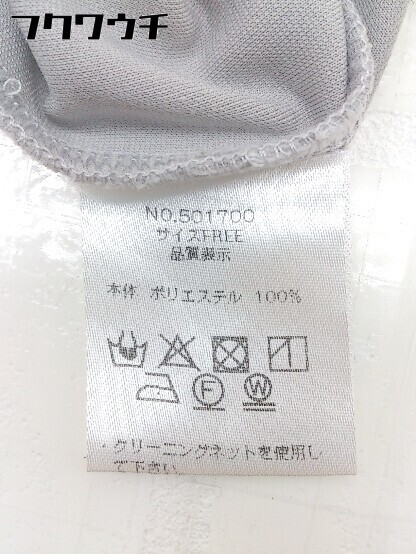 フクワウチ
NO.501700
サイズFREE
品質表示
本体 ポリエステル 100%
F W
・クリーニングネットを使用し
て下さい。